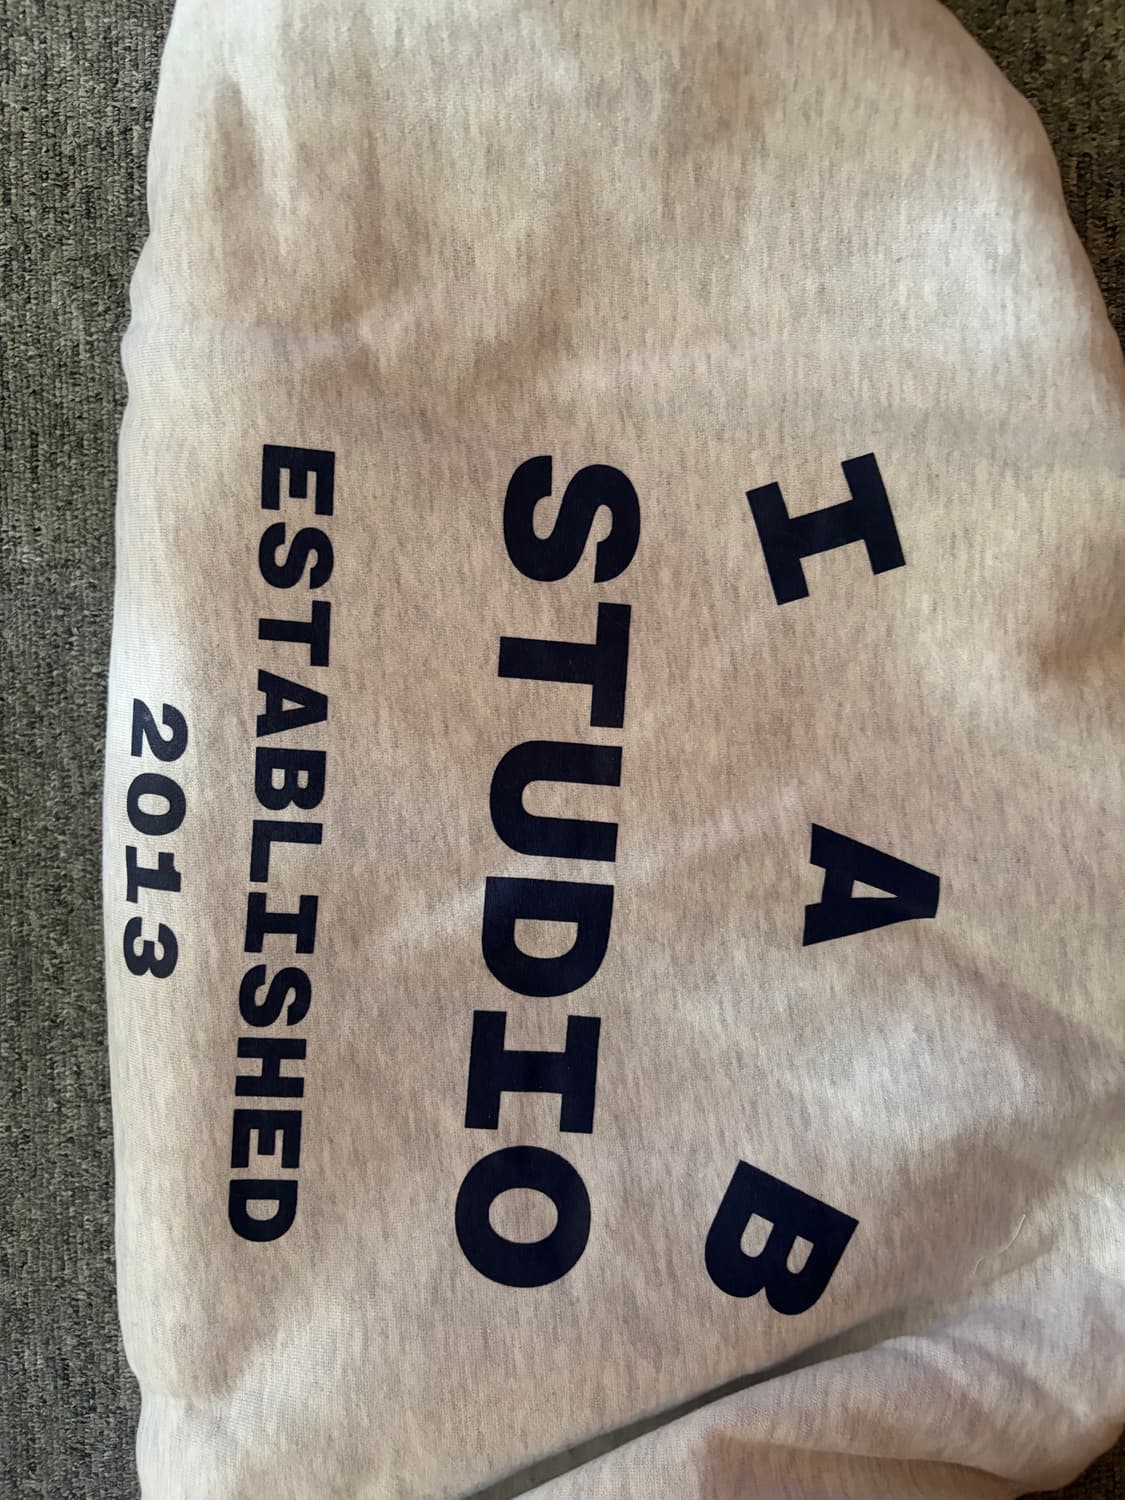 I A B
STUDIO
ESTABLISHED
2013